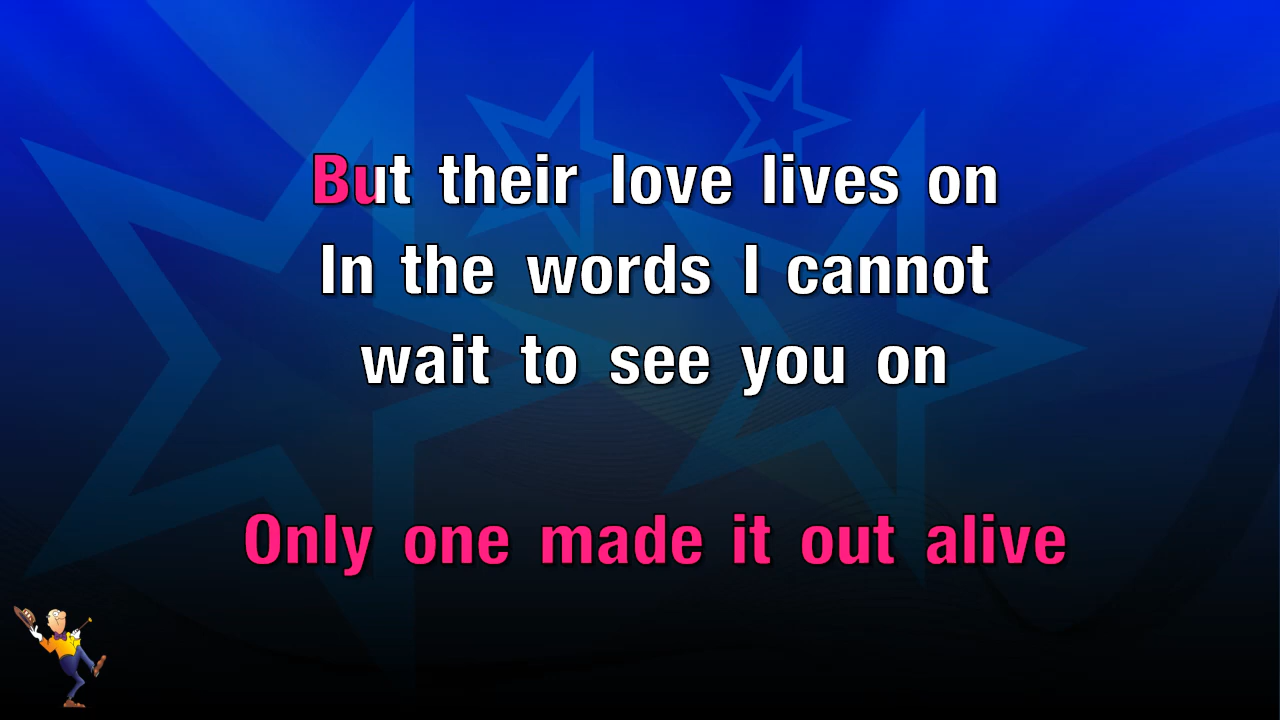 But their love lives on
In the words I cannot
wait to see you on
Only one made it out alive